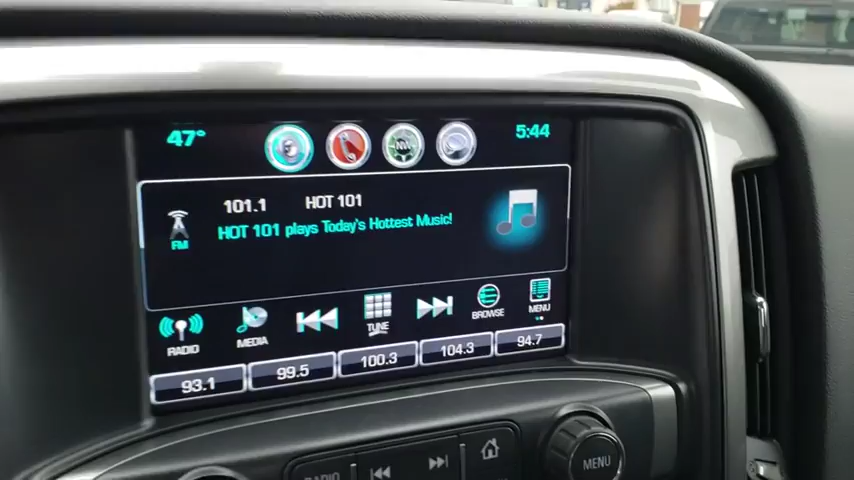 47° NW 5:44
101.1 HOT 101
FM HOT 101 plays Today's Hottest Music!
RADIO MEDIA TUNE BROWSE MENU
93.1 99.5 100.3 104.3 94.7
RADIO MENU